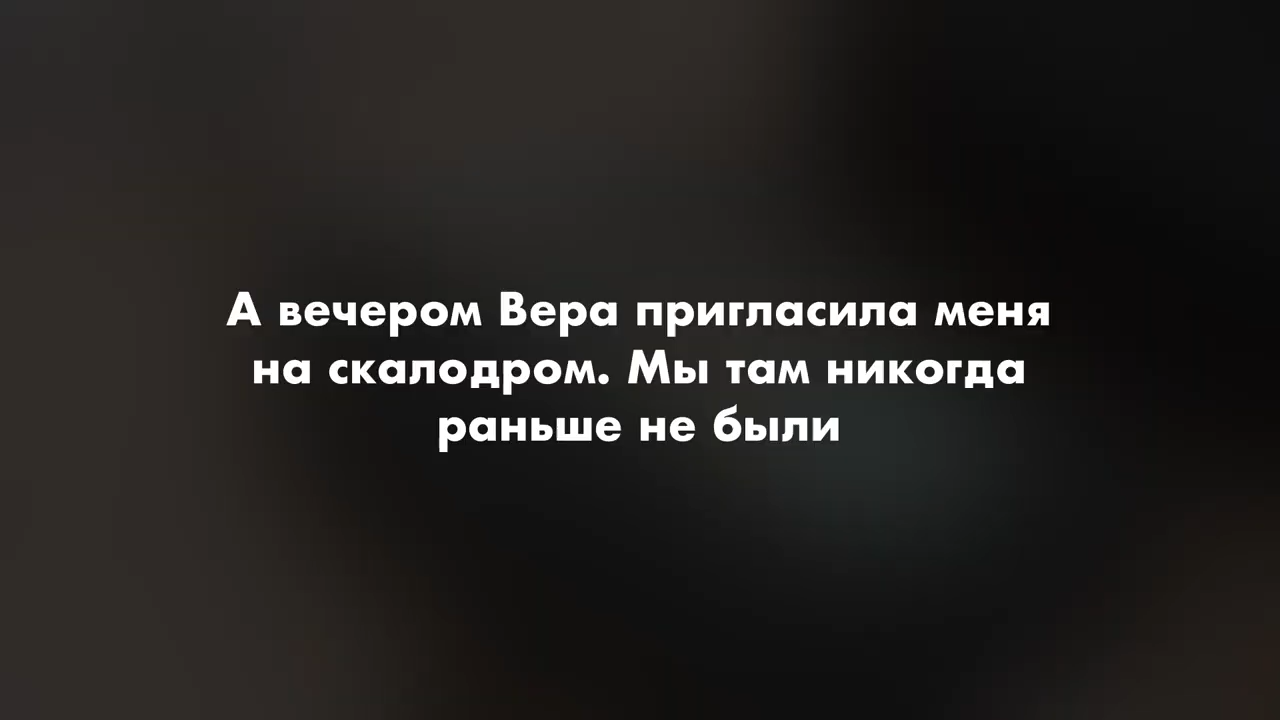 А вечером Вера пригласила меня
на скалодром. Мы там никогда
раньше не были